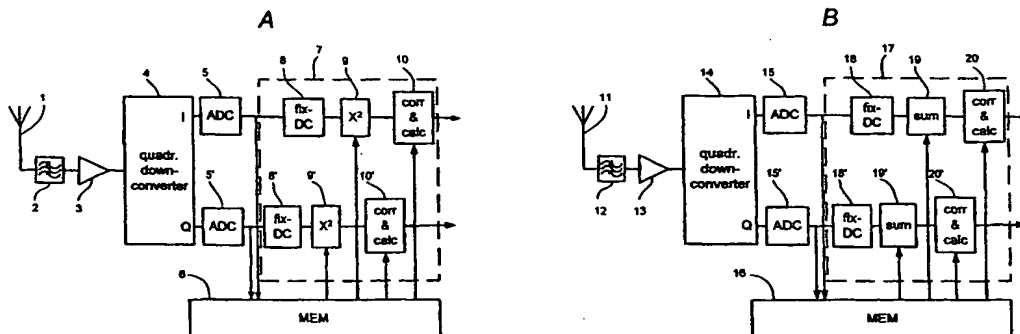 A
B
7
4
5
8
9
10
1
ADC
fix-DC
X²
corr & calc
I
quadr. down-converter
2
3
5'
8'
9'
10'
Q
ADC
fix-DC
X²
corr & calc
6
MEM
17
14
15
18
19
20
11
ADC
fix-DC
sum
corr & calc
I
quadr. down-converter
12
13
15'
18'
19'
20'
Q
ADC
fix-DC
sum
corr & calc
16
MEM